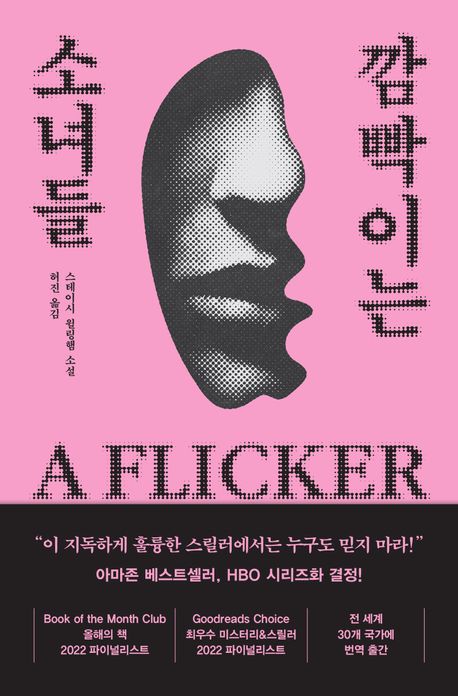 깜빡이는
소녀들
스테이시 윌링햄 소설
허진 옮김
A FLICKER
“이 지독하게 훌륭한 스릴러에서는 누구도 믿지 마라!”
아마존 베스트셀러, HBO 시리즈화 결정!
Book of the Month Club
올해의 책
2022 파이널리스트
Goodreads Choice
최우수 미스터리&스릴러
2022 파이널리스트
전 세계
30개 국가에
번역 출간